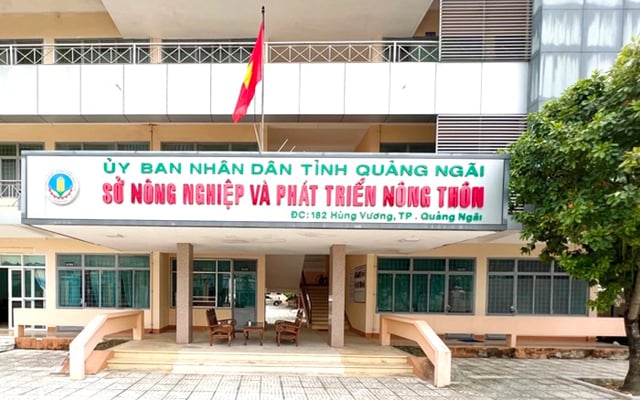 ỦY BAN NHÂN DÂN TỈNH QUẢNG NGÃI
SỞ NÔNG NGHIỆP VÀ PHÁT TRIỂN NÔNG THÔN
ĐC: 182 Hùng Vương, TP . Quảng Ngãi